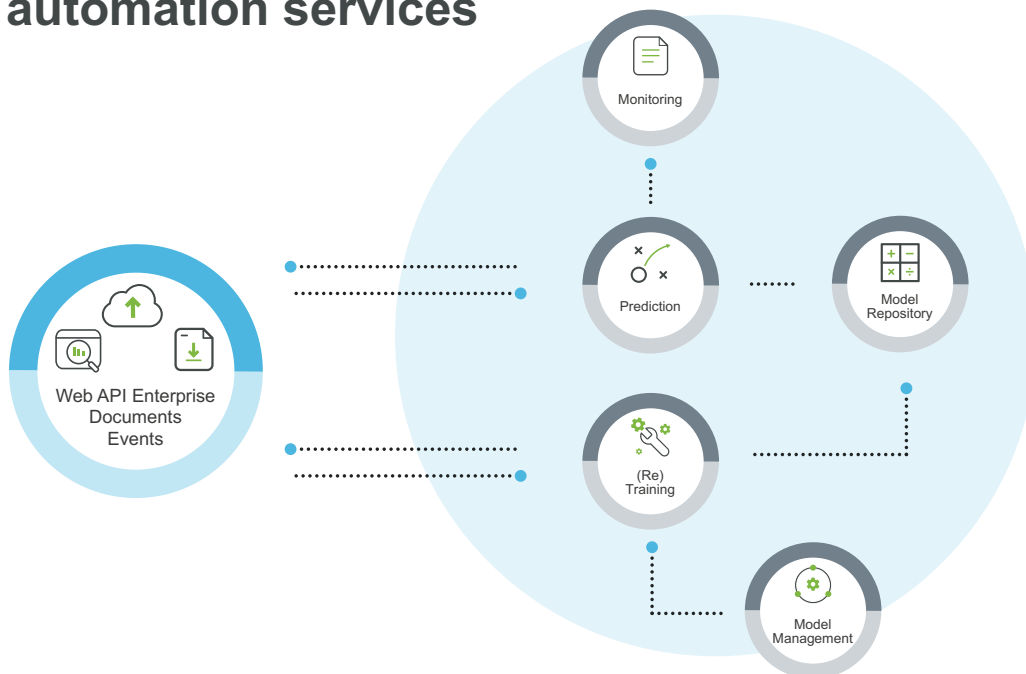 automation services
Monitoring
Prediction
Model
Repository
Web API Enterprise
Documents
Events
(Re)
Training
Model
Management